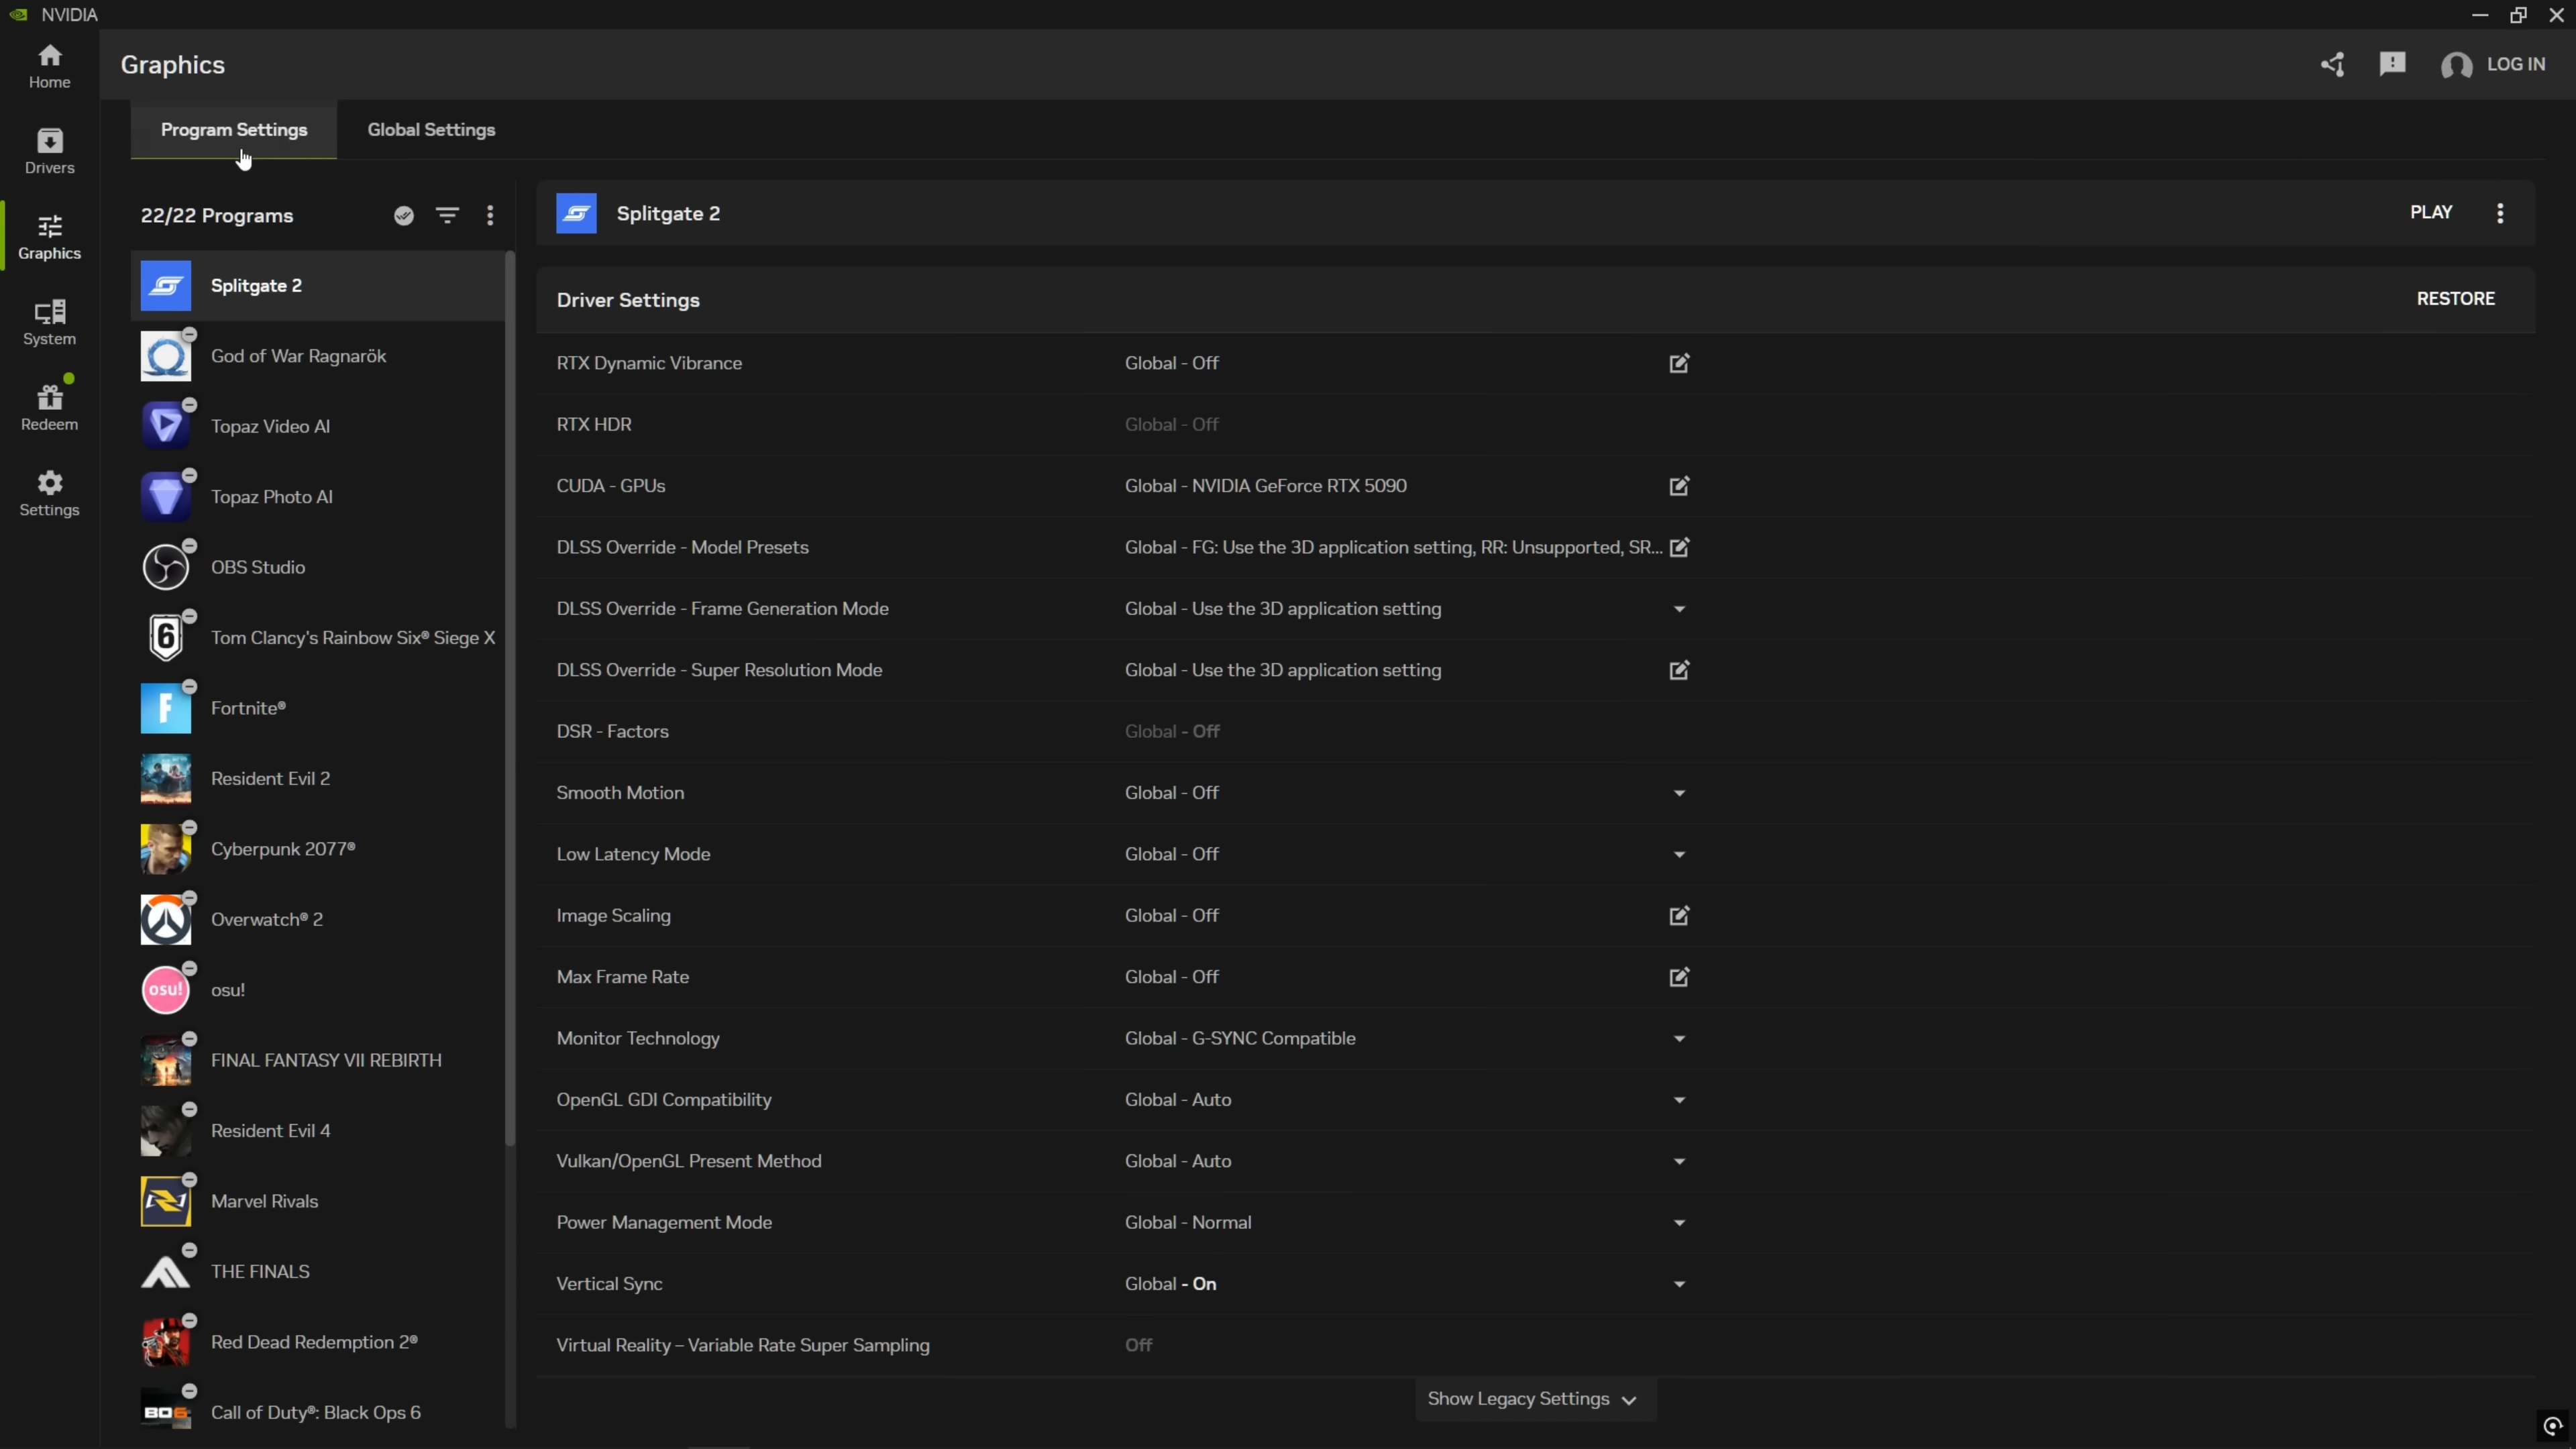 NVIDIA
Home
Drivers
Graphics
System
Redeem
Settings
Graphics
LOG IN
Program Settings
Global Settings
22/22 Programs
Splitgate 2
God of War Ragnarök
Topaz Video AI
Topaz Photo AI
OBS Studio
6
Tom Clancy's Rainbow Six® Siege X
F
Fortnite®
Resident Evil 2
Cyberpunk 2077®
Overwatch® 2
osu!
osu!
FINAL FANTASY VII REBIRTH
Resident Evil 4
Marvel Rivals
THE FINALS
Red Dead Redemption 2®
BO6
Call of Duty®: Black Ops 6
Splitgate 2
PLAY
Driver Settings
RESTORE
RTX Dynamic Vibrance Global - Off
RTX HDR Global - Off
CUDA - GPUs Global - NVIDIA GeForce RTX 5090
DLSS Override - Model Presets Global - FG: Use the 3D application setting, RR: Unsupported, SR...
DLSS Override - Frame Generation Mode Global - Use the 3D application setting
DLSS Override - Super Resolution Mode Global - Use the 3D application setting
DSR - Factors Global - Off
Smooth Motion Global - Off
Low Latency Mode Global - Off
Image Scaling Global - Off
Max Frame Rate Global - Off
Monitor Technology Global - G-SYNC Compatible
OpenGL GDI Compatibility Global - Auto
Vulkan/OpenGL Present Method Global - Auto
Power Management Mode Global - Normal
Vertical Sync Global - On
Virtual Reality – Variable Rate Super Sampling Off
Show Legacy Settings